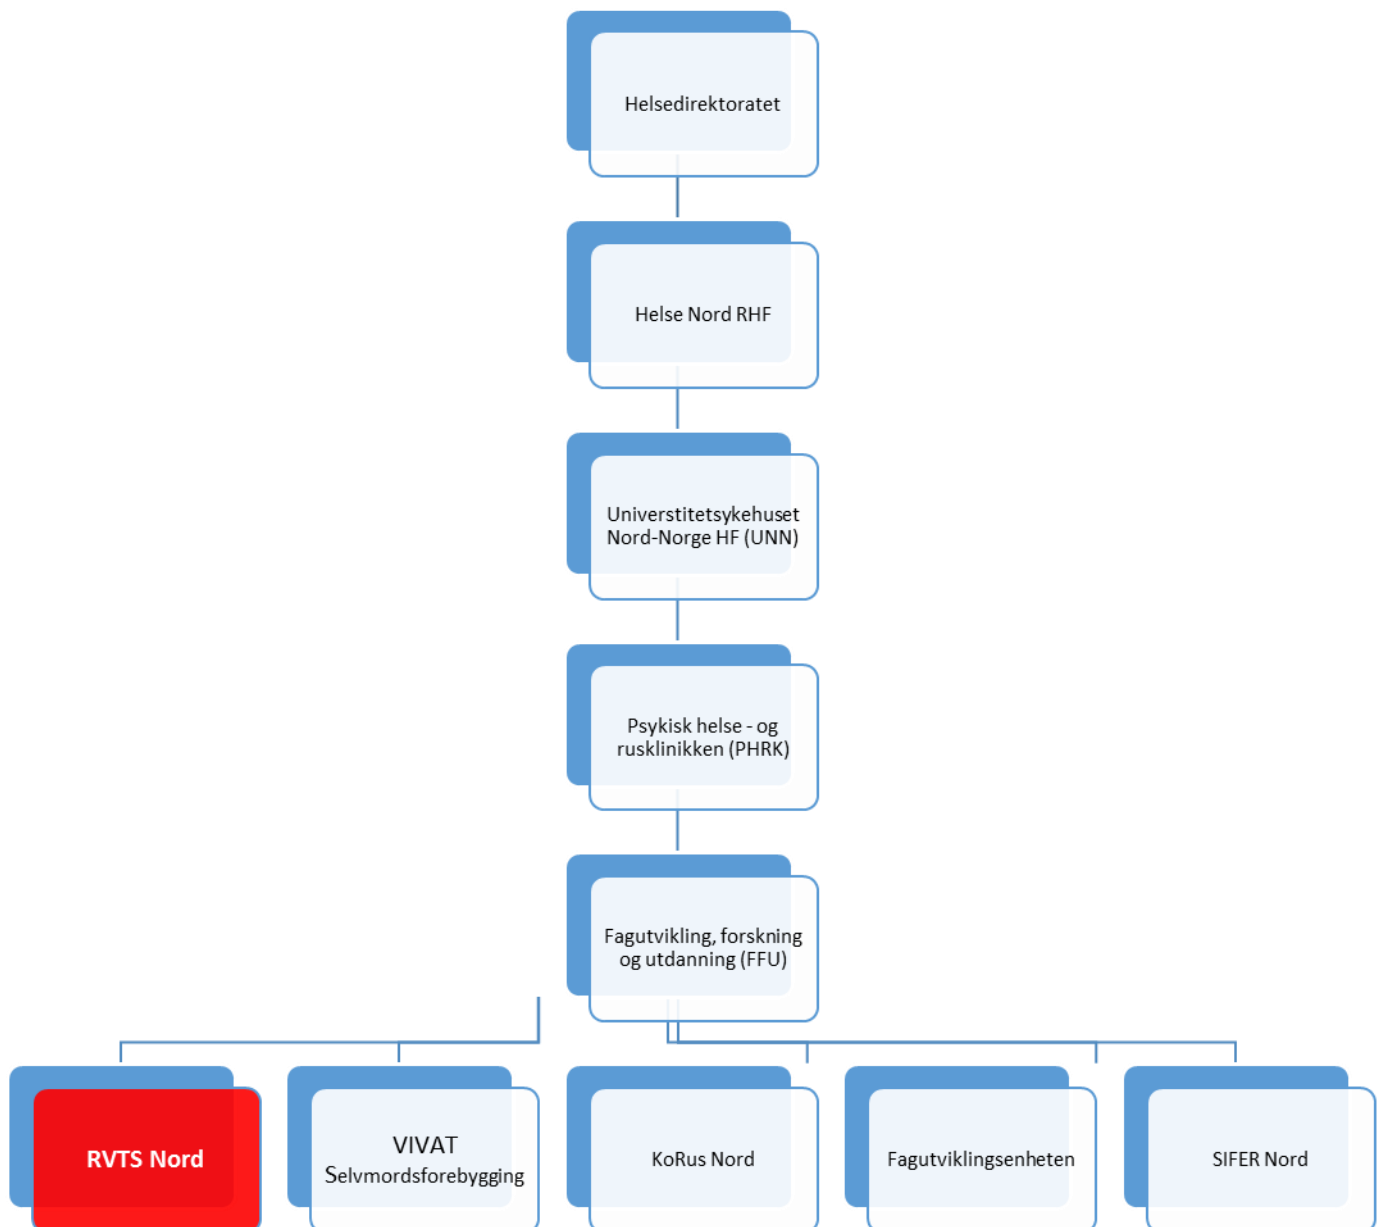 Helsedirektoratet
Helse Nord RHF
Universtitetsykehuset
Nord-Norge HF (UNN)
Psykisk helse - og
rusklinikken (PHRK)
Fagutvikling, forskning
og utdanning (FFU)
RVTS Nord
VIVAT
Selvmordsforebygging
KoRus Nord
Fagutviklingsenheten
SIFER Nord